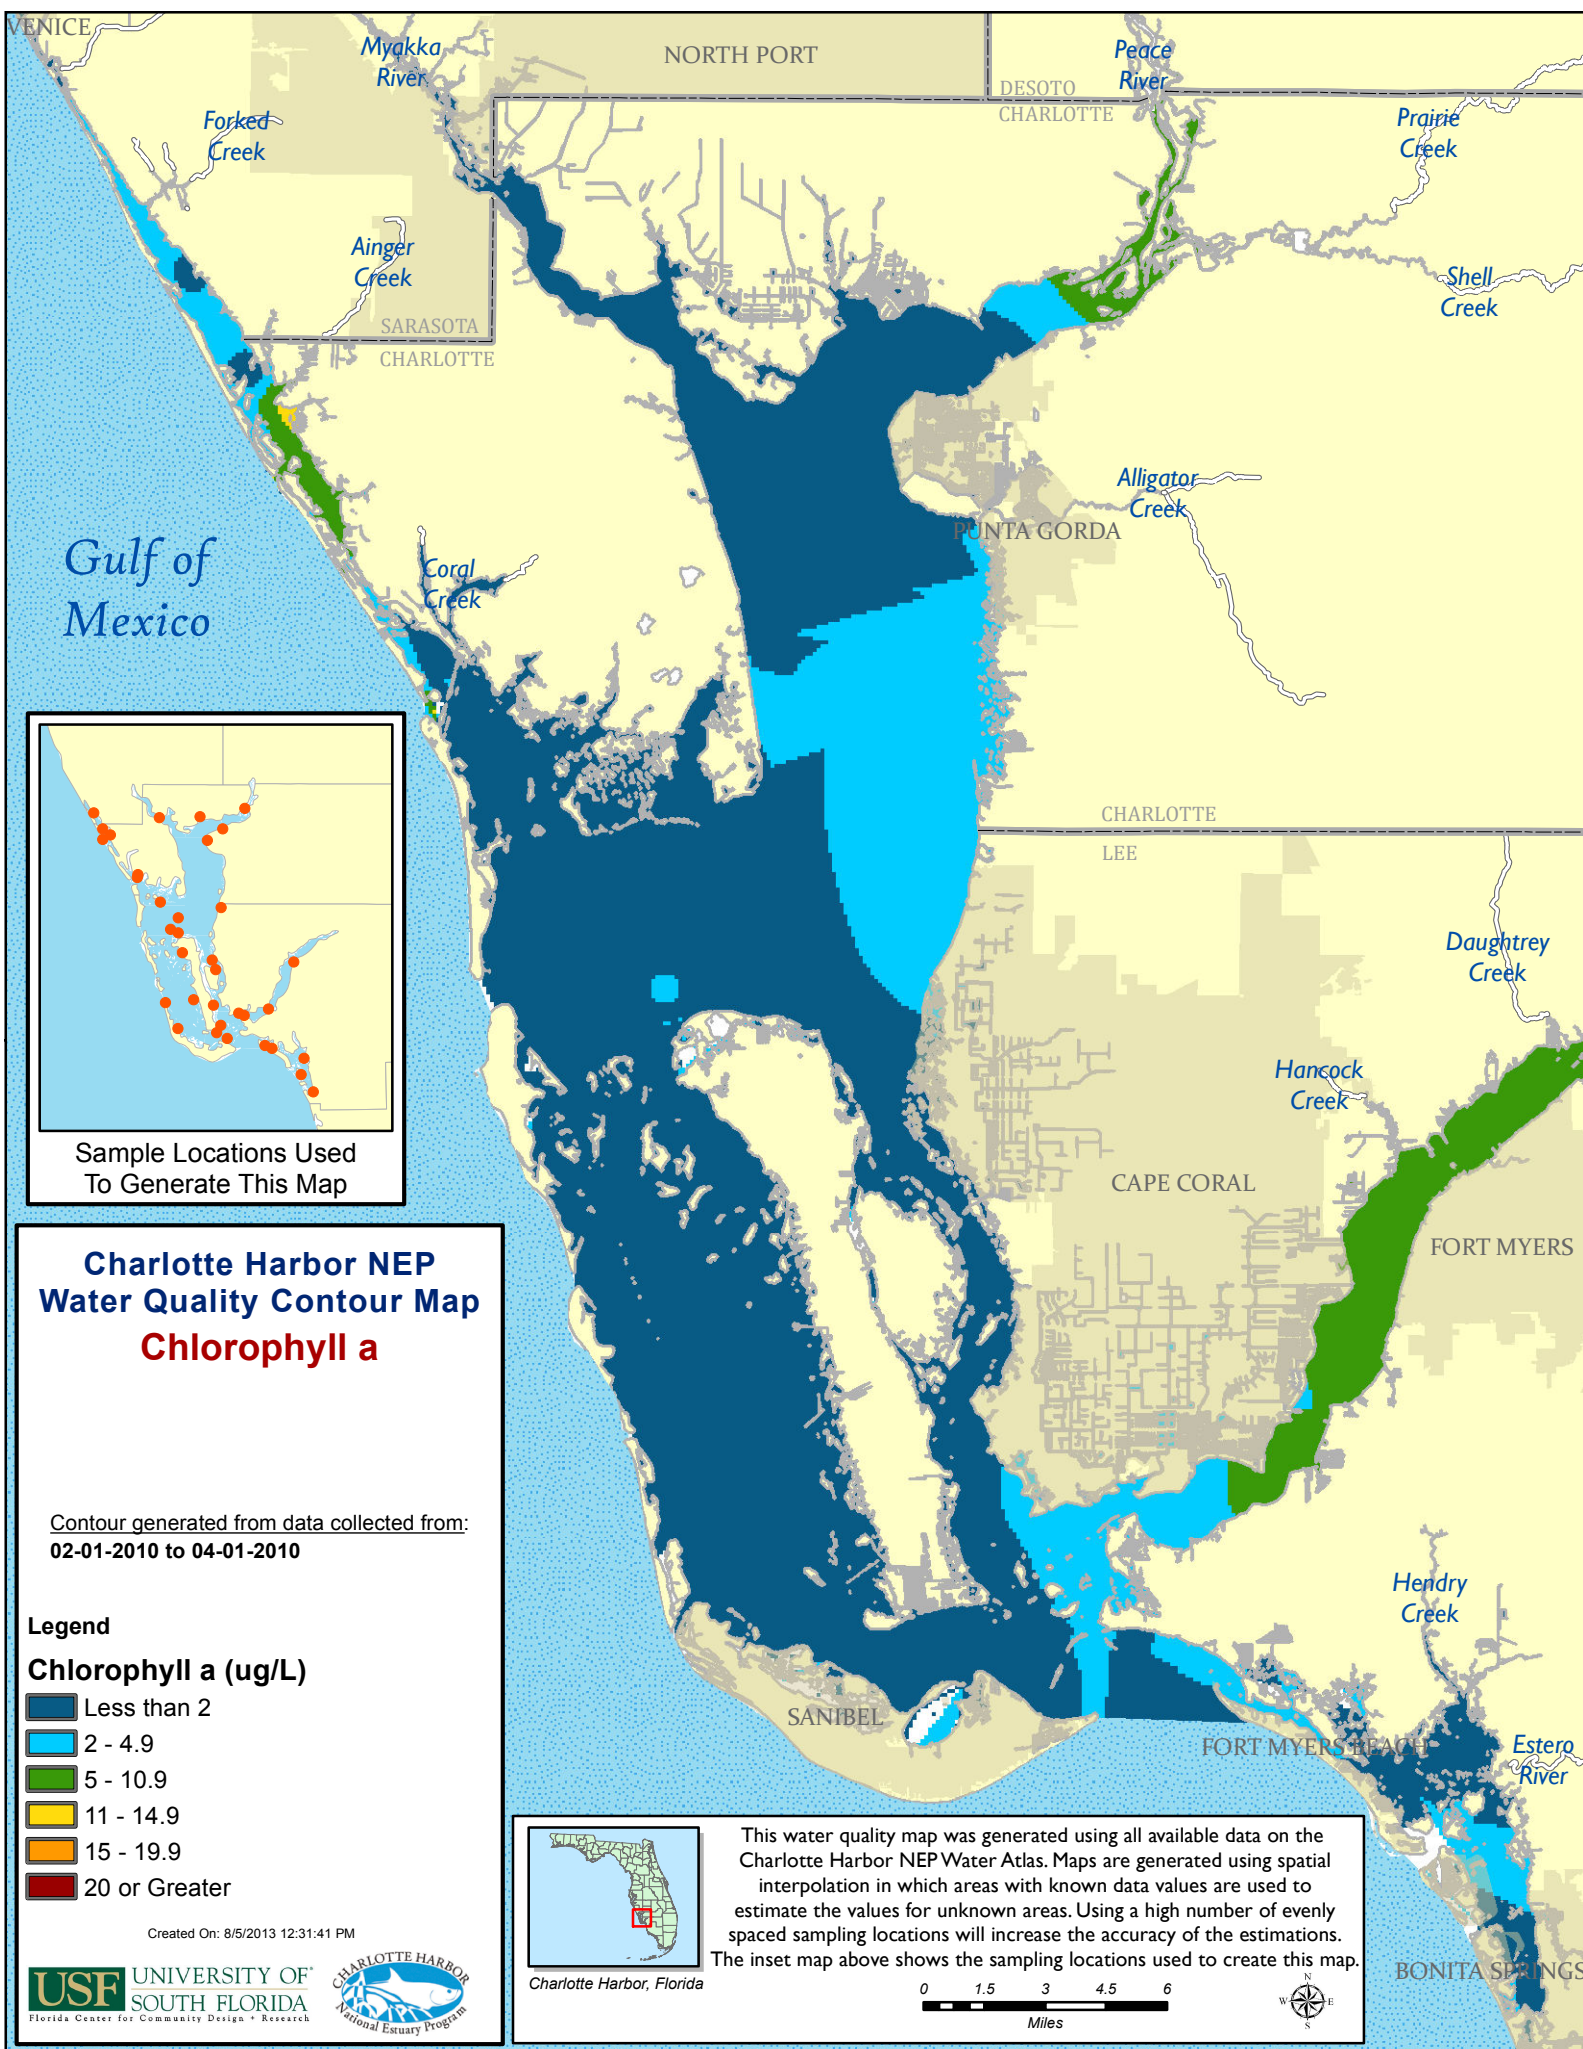 VENICE
Myakka
River
NORTH PORT
Peace
River
DESOTO
CHARLOTTE
Forked
Creek
Prairie
Creek
Ainger
Creek
Shell
Creek
SARASOTA
CHARLOTTE
Alligator
Creek
PUNTA GORDA
Gulf of
Mexico
Coral
Creek
CHARLOTTE
LEE
Daughtrey
Creek
Hancock
Creek
CAPE CORAL
FORT MYERS
Sample Locations Used
To Generate This Map
Charlotte Harbor NEP
Water Quality Contour Map
Chlorophyll a
Contour generated from data collected from:
02-01-2010 to 04-01-2010
Hendry
Creek
Legend
Chlorophyll a (ug/L)
Less than 2
2 - 4.9
5 - 10.9
11 - 14.9
15 - 19.9
20 or Greater
SANIBEL
FORT MYERS BEACH
Estero
River
BONITA SPRINGS
Created On: 8/5/2013 12:31:41 PM
USF UNIVERSITY OF
SOUTH FLORIDA
Florida Center for Community Design + Research
CHARLOTTE HARBOR
National Estuary Program
Charlotte Harbor, Florida
This water quality map was generated using all available data on the
Charlotte Harbor NEP Water Atlas. Maps are generated using spatial
interpolation in which areas with known data values are used to
estimate the values for unknown areas. Using a high number of evenly
spaced sampling locations will increase the accuracy of the estimations.
The inset map above shows the sampling locations used to create this map.
0 1.5 3 4.5 6
Miles
N
W E
S